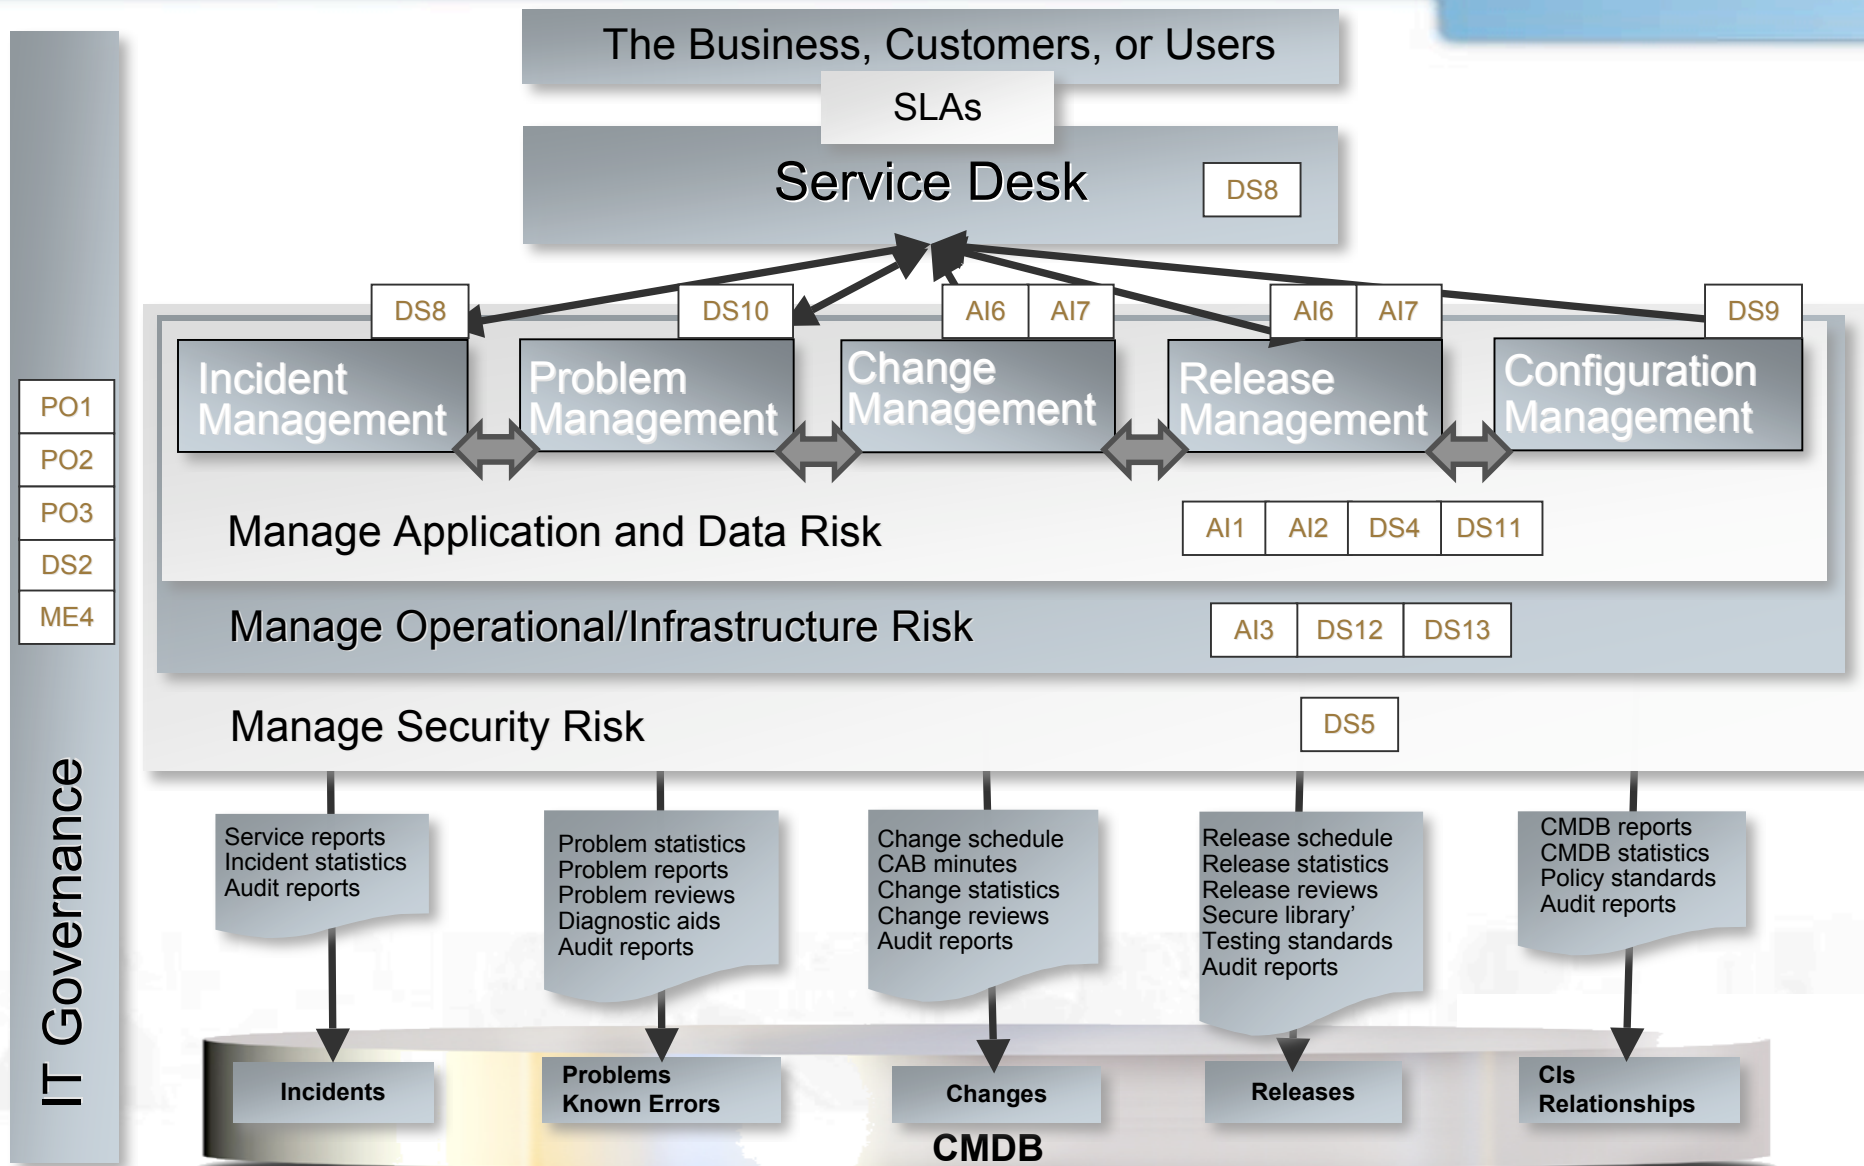 The Business, Customers, or Users
SLAs
Service Desk
DS8
DS8
DS10
AI6
AI7
AI6
AI7
DS9
Incident
Management
Problem
Management
Change
Management
Release
Management
Configuration
Management
PO1
PO2
PO3
DS2
ME4
IT Governance
Manage Application and Data Risk
AI1
AI2
DS4
DS11
Manage Operational/Infrastructure Risk
AI3
DS12
DS13
Manage Security Risk
DS5
Service reports
Incident statistics
Audit reports
Problem statistics
Problem reports
Problem reviews
Diagnostic aids
Audit reports
Change schedule
CAB minutes
Change statistics
Change reviews
Audit reports
Release schedule
Release statistics
Release reviews
Secure library’
Testing standards
Audit reports
CMDB reports
CMDB statistics
Policy standards
Audit reports
Incidents
Problems
Known Errors
Changes
Releases
CIs
Relationships
CMDB